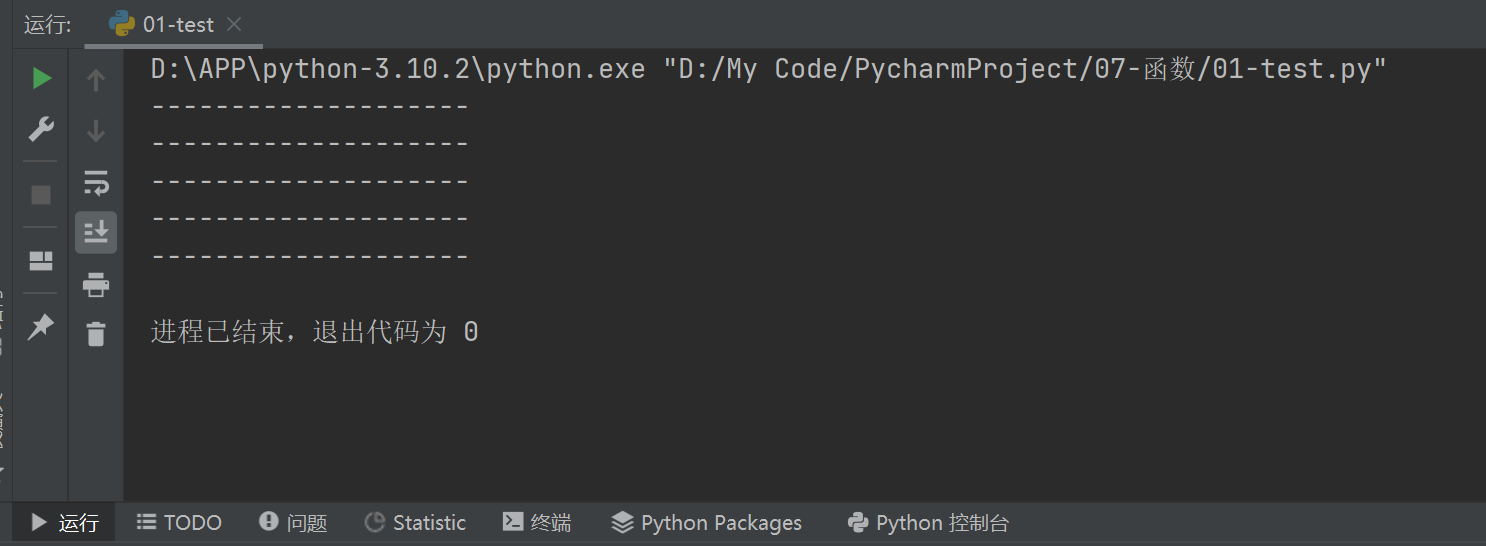 运行:
01-test
D:\APP\python-3.10.2\python.exe "D:/My Code/PycharmProject/07-函数/01-test.py"
--------------------
--------------------
--------------------
--------------------
--------------------
进程已结束，退出代码为 0
运行 TODO 问题 Statistic 终端 Python Packages Python 控制台